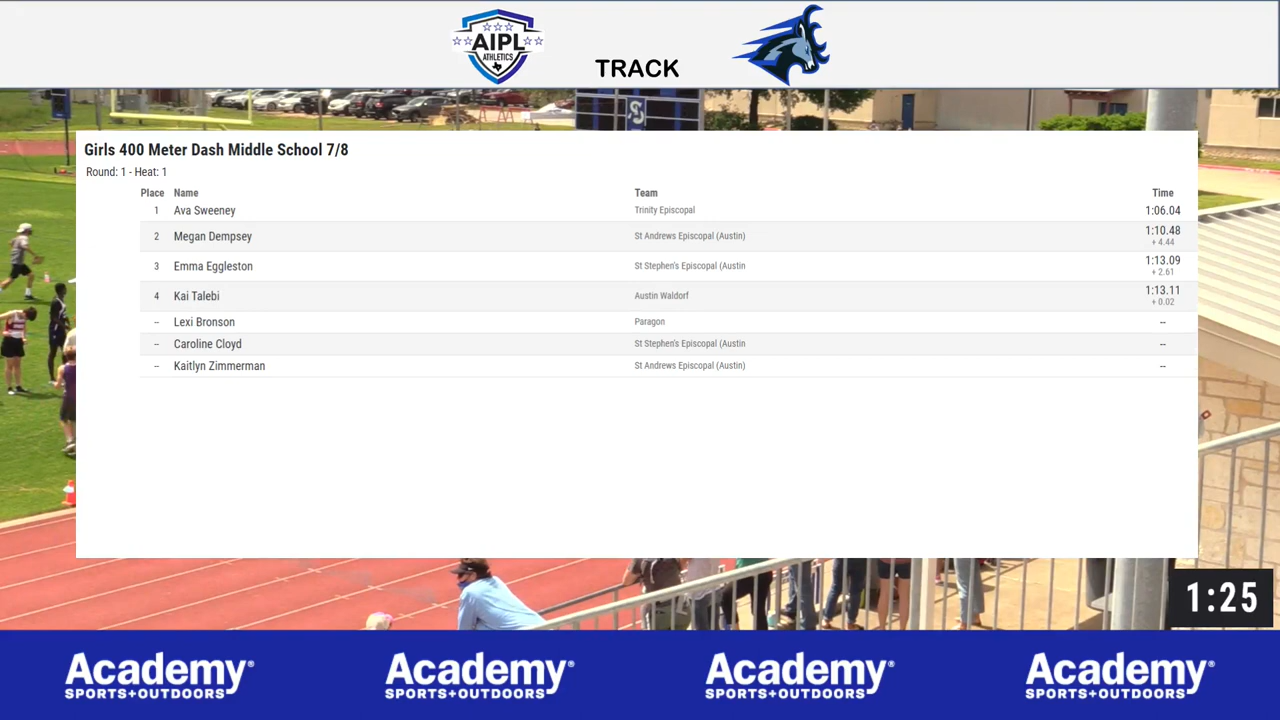 AIPL
ATHLETICS
TRACK
S
Girls 400 Meter Dash Middle School 7/8
Round: 1 - Heat: 1
Place Name Team Time
1 Ava Sweeney Trinity Episcopal 1:06.04
2 Megan Dempsey St Andrews Episcopal (Austin) 1:10.48
+ 4.44
3 Emma Eggleston St Stephen's Episcopal (Austin 1:13.09
+ 2.61
4 Kai Talebi Austin Waldorf 1:13.11
+ 0.02
-- Lexi Bronson Paragon --
-- Caroline Cloyd St Stephen's Episcopal (Austin --
-- Kaitlyn Zimmerman St Andrews Episcopal (Austin) --
1:25
Academy® Academy® Academy® Academy®
SPORTS+OUTDOORS SPORTS+OUTDOORS SPORTS+OUTDOORS SPORTS+OUTDOORS